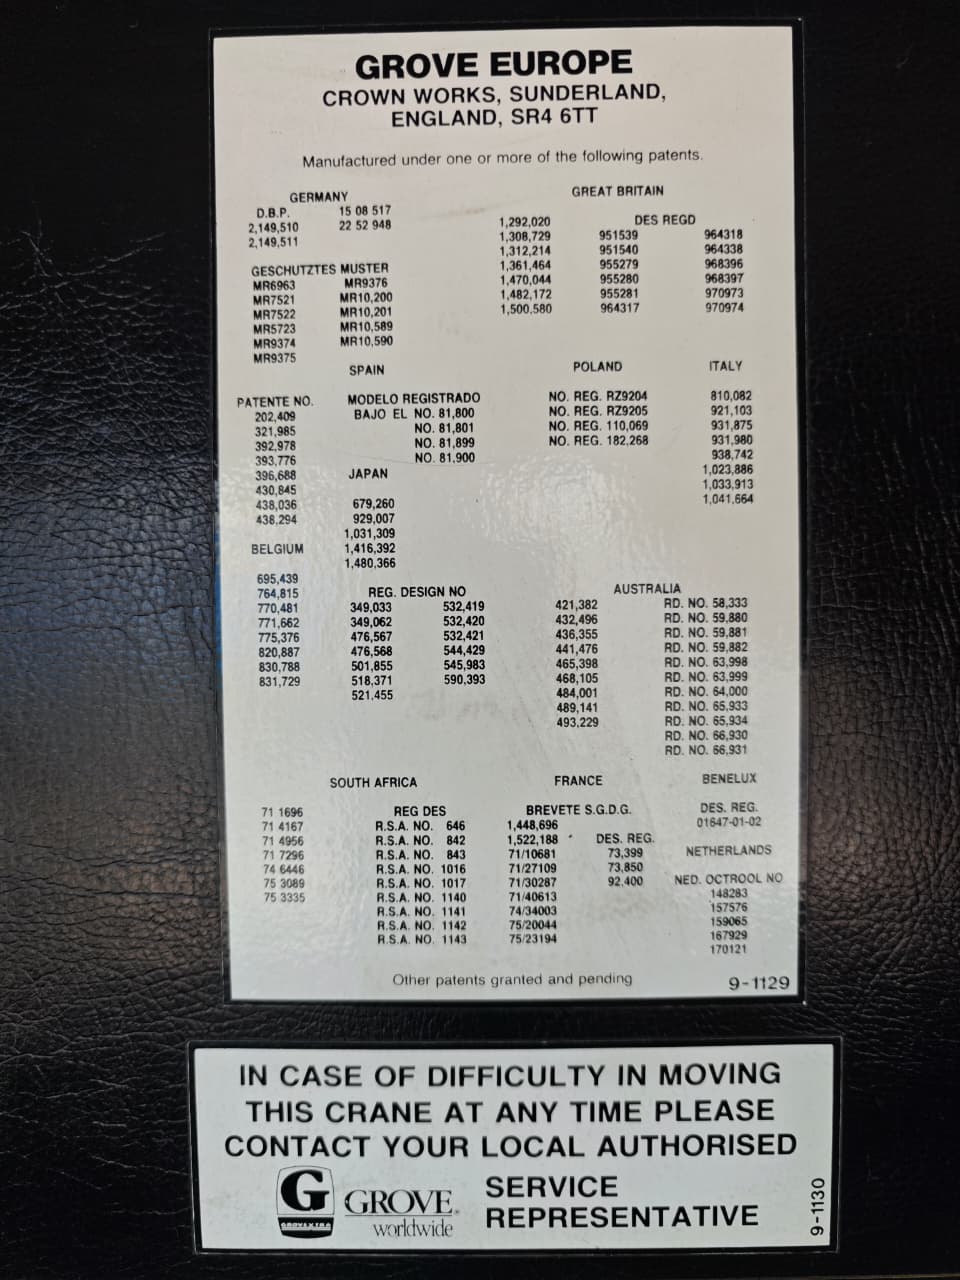 GROVE EUROPE
CROWN WORKS, SUNDERLAND,
ENGLAND, SR4 6TT
Manufactured under one or more of the following patents.
GERMANY
D.B.P. 15 08 517
2,149,510 22 52 948
2,149,511
GESCHUTZTES MUSTER
MR6963 MR9376
MR7521 MR10,200
MR7522 MR10,201
MR5723 MR10,589
MR9374 MR10,590
MR9375
GREAT BRITAIN
1,292,020 DES REGD
1,308,729 951539 964318
1,312,214 951540 964338
1,361,464 955279 968396
1,470,044 955280 968397
1,482,172 955281 970973
1,500,580 964317 970974
SPAIN
PATENTE NO. MODELO REGISTRADO
202,409 BAJO EL NO. 81,800
321,985 NO. 81,801
392,978 NO. 81,899
393,776 NO. 81,900
396,688
430,845
438,036
438,294
POLAND
NO. REG. RZ9204
NO. REG. RZ9205
NO. REG. 110,069
NO. REG. 182,268
ITALY
810,082
921,103
931,875
931,980
938,742
1,023,886
1,033,913
1,041,664
JAPAN
679,260
929,007
1,031,309
1,416,392
1,480,366
REG. DESIGN NO
349,033 532,419
349,062 532,420
476,567 532,421
476,568 544,429
501,855 545,983
518,371 590,393
521,455
BELGIUM
695,439
764,815
770,481
771,662
775,376
820,887
830,788
831,729
AUSTRALIA
421,382 RD. NO. 58,333
432,496 RD. NO. 59,880
436,355 RD. NO. 59,881
441,476 RD. NO. 59,882
465,398 RD. NO. 63,998
468,105 RD. NO. 63,999
484,001 RD. NO. 64,000
489,141 RD. NO. 65,933
493,229 RD. NO. 65,934
RD. NO. 66,930
RD. NO. 66,931
SOUTH AFRICA
71 1696 REG DES
71 4167 R.S.A. NO. 646
71 4956 R.S.A. NO. 842
71 7296 R.S.A. NO. 843
74 6446 R.S.A. NO. 1016
75 3089 R.S.A. NO. 1017
75 3335 R.S.A. NO. 1140
R.S.A. NO. 1141
R.S.A. NO. 1142
R.S.A. NO. 1143
FRANCE
BREVETE S.G.D.G.
1,448,696
1,522,188 DES. REG.
71/10681 73,399
71/27109 73,850
71/30287 92,400
71/40613
74/34003
75/20044
75/23194
BENELUX
DES. REG.
01647-01-02
NETHERLANDS
NED. OCTROOL NO
148283
157576
159065
167929
170121
Other patents granted and pending
9-1129
IN CASE OF DIFFICULTY IN MOVING
THIS CRANE AT ANY TIME PLEASE
CONTACT YOUR LOCAL AUTHORISED
SERVICE
REPRESENTATIVE
G
GROVEXTRA
GROVE
worldwide
9-1130